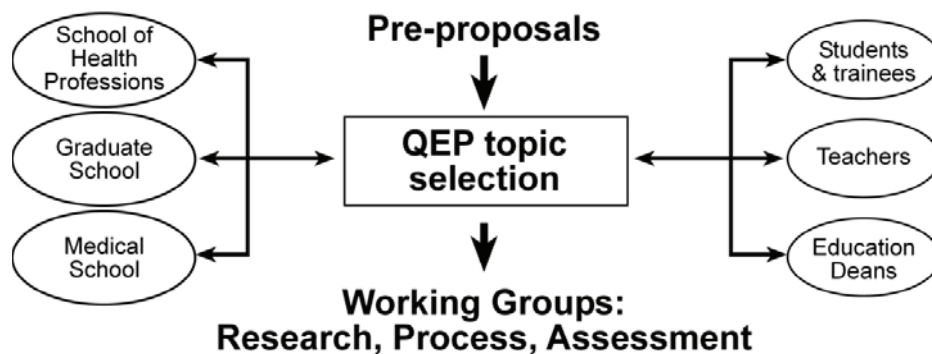 School of
Health
Professions
Graduate
School
Medical
School
Pre-proposals
QEP topic
selection
Working Groups:
Research, Process, Assessment
Students
& trainees
Teachers
Education
Deans